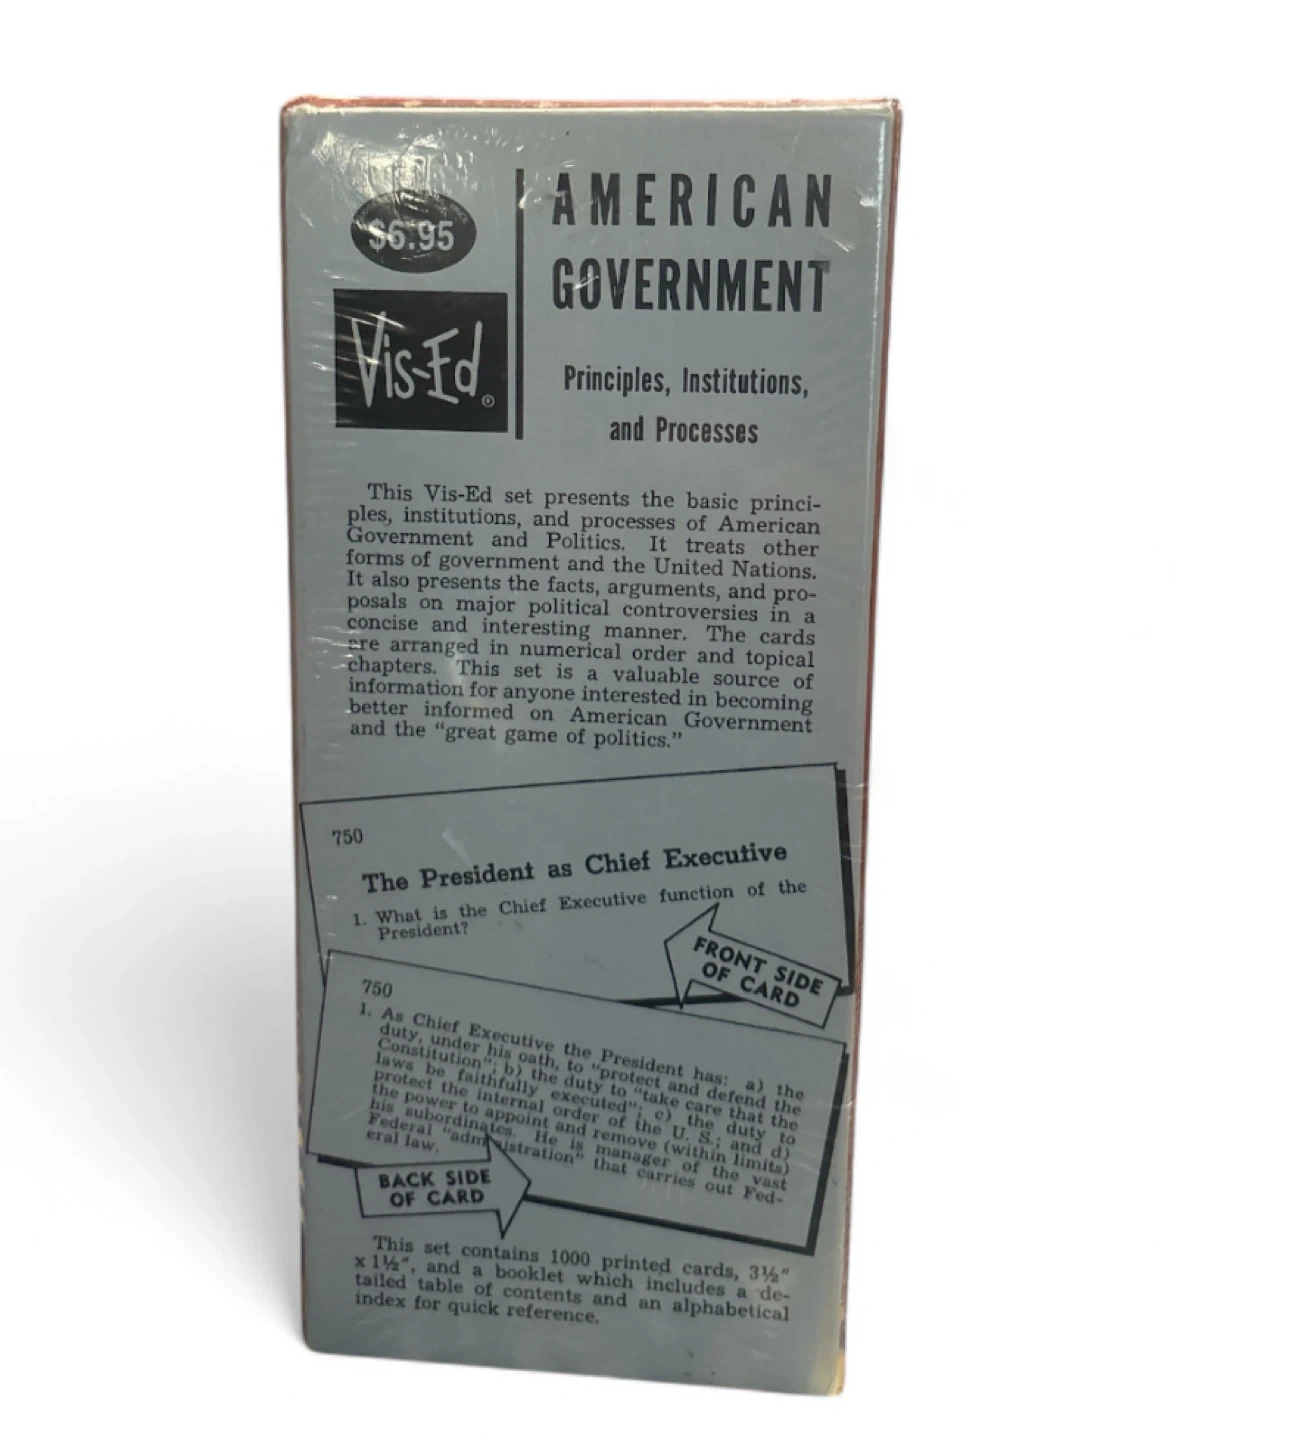 $6.95
Vis-Ed®
AMERICAN
GOVERNMENT
Principles, Institutions,
and Processes
This Vis-Ed set presents the basic princi-
ples, institutions, and processes of American
Government and Politics. It treats other
forms of government and the United Nations.
It also presents the facts, arguments, and pro-
posals on major political controversies in a
concise and interesting manner. The cards
are arranged in numerical order and topical
chapters. This set is a valuable source of
information for anyone interested in becoming
better informed on American Government
and the “great game of politics.”
750
The President as Chief Executive
1. What is the Chief Executive function of the
President?
FRONT SIDE
OF CARD
750
1. As Chief Executive the President has: a) the
duty, under his oath, to "protect and defend the
Constitution"; b) the duty to "take care that the
laws be faithfully executed"; c) the duty to
protect the internal order of the U. S.; and d)
the power to appoint and remove (within limits)
his subordinates. He is manager of the vast
Federal "administration" that carries out Fed-
eral law.
BACK SIDE
OF CARD
This set contains 1000 printed cards, 3½"
x 1½", and a booklet which includes a de-
tailed table of contents and an alphabetical
index for quick reference.